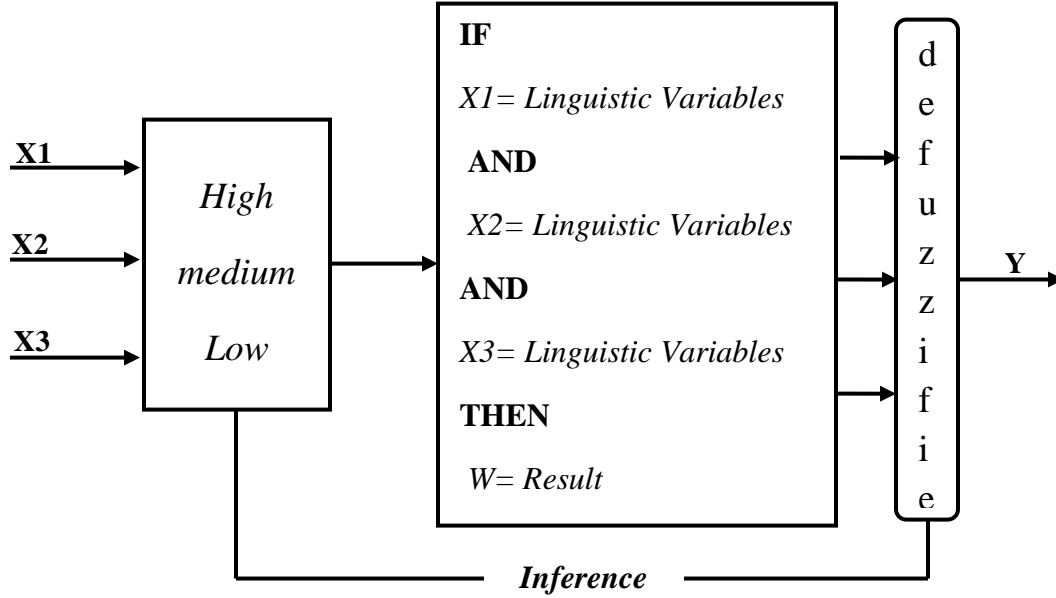 X1
X2
X3
High
medium
Low
IF
X1= Linguistic Variables
AND
X2= Linguistic Variables
AND
X3= Linguistic Variables
THEN
W= Result
d
e
f
u
z
z
i
f
i
e
Y
Inference